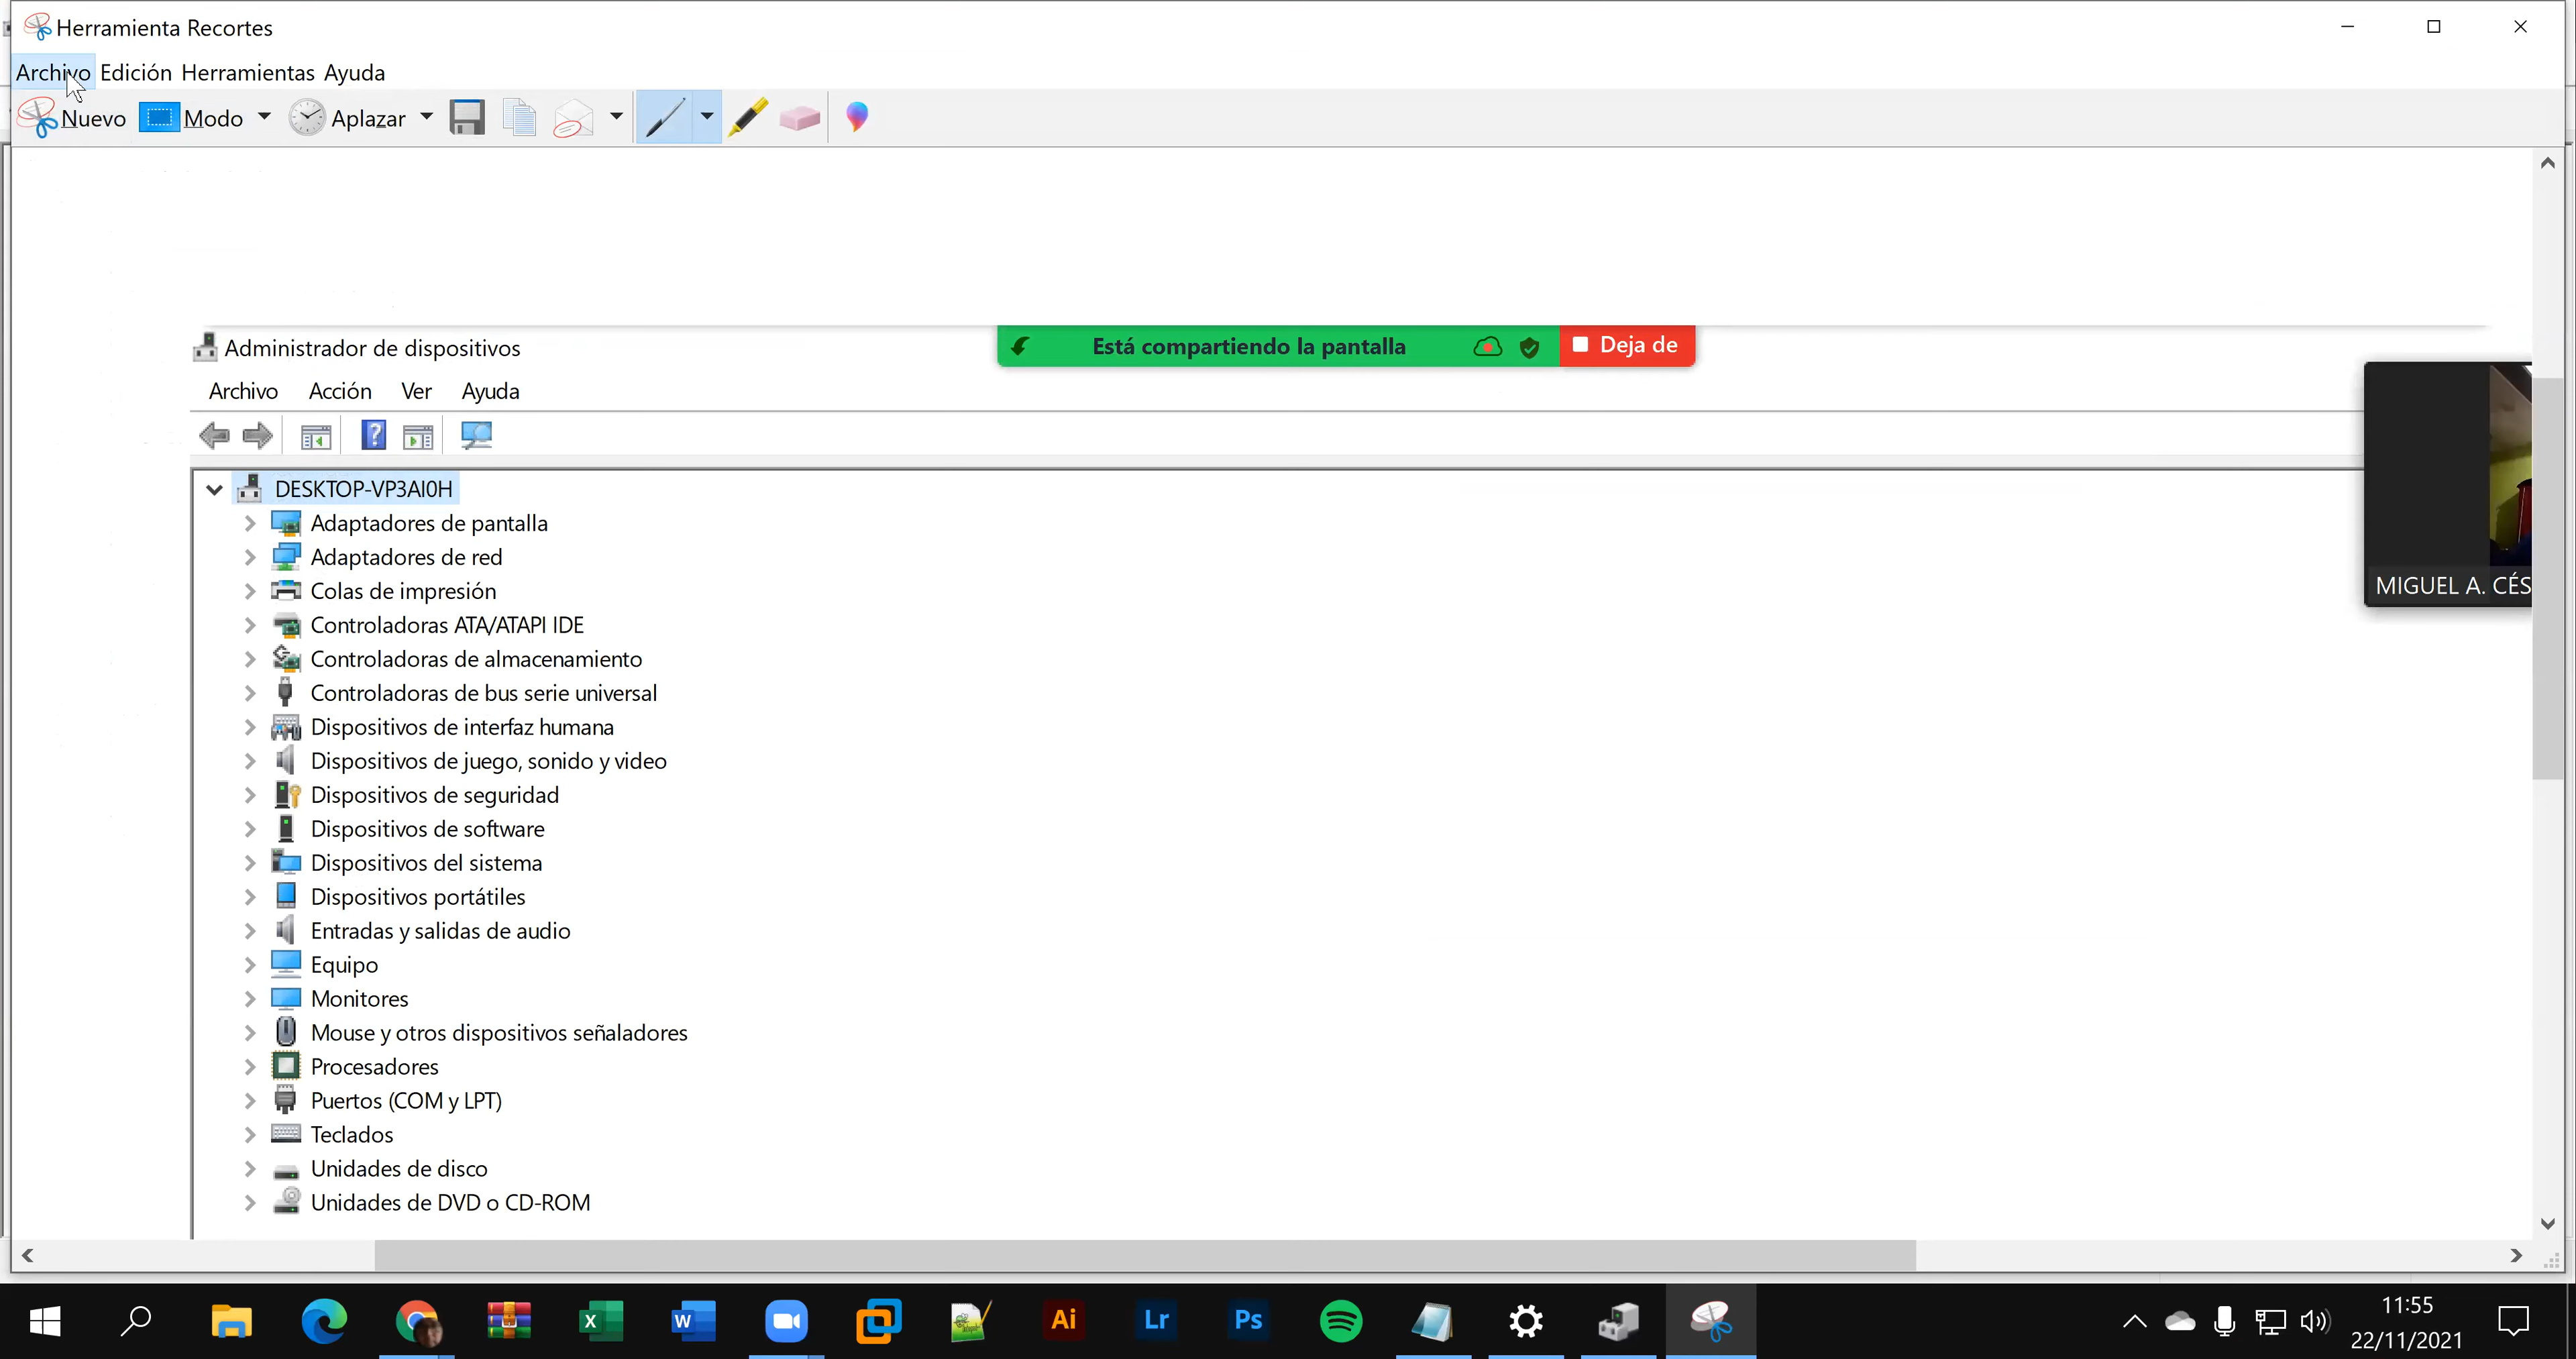 Herramienta Recortes
Archivo Edición Herramientas Ayuda
Nuevo Modo Aplazar
Administrador de dispositivos
Está compartiendo la pantalla Deja de
Archivo Acción Ver Ayuda
DESKTOP-VP3AI0H
Adaptadores de pantalla
Adaptadores de red
Colas de impresión
MIGUEL A. CÉS
Controladoras ATA/ATAPI IDE
Controladoras de almacenamiento
Controladoras de bus serie universal
Dispositivos de interfaz humana
Dispositivos de juego, sonido y video
Dispositivos de seguridad
Dispositivos de software
Dispositivos del sistema
Dispositivos portátiles
Entradas y salidas de audio
Equipo
Monitores
Mouse y otros dispositivos señaladores
Procesadores
Puertos (COM y LPT)
Teclados
Unidades de disco
Unidades de DVD o CD-ROM
Ai Lr Ps
11:55
22/11/2021